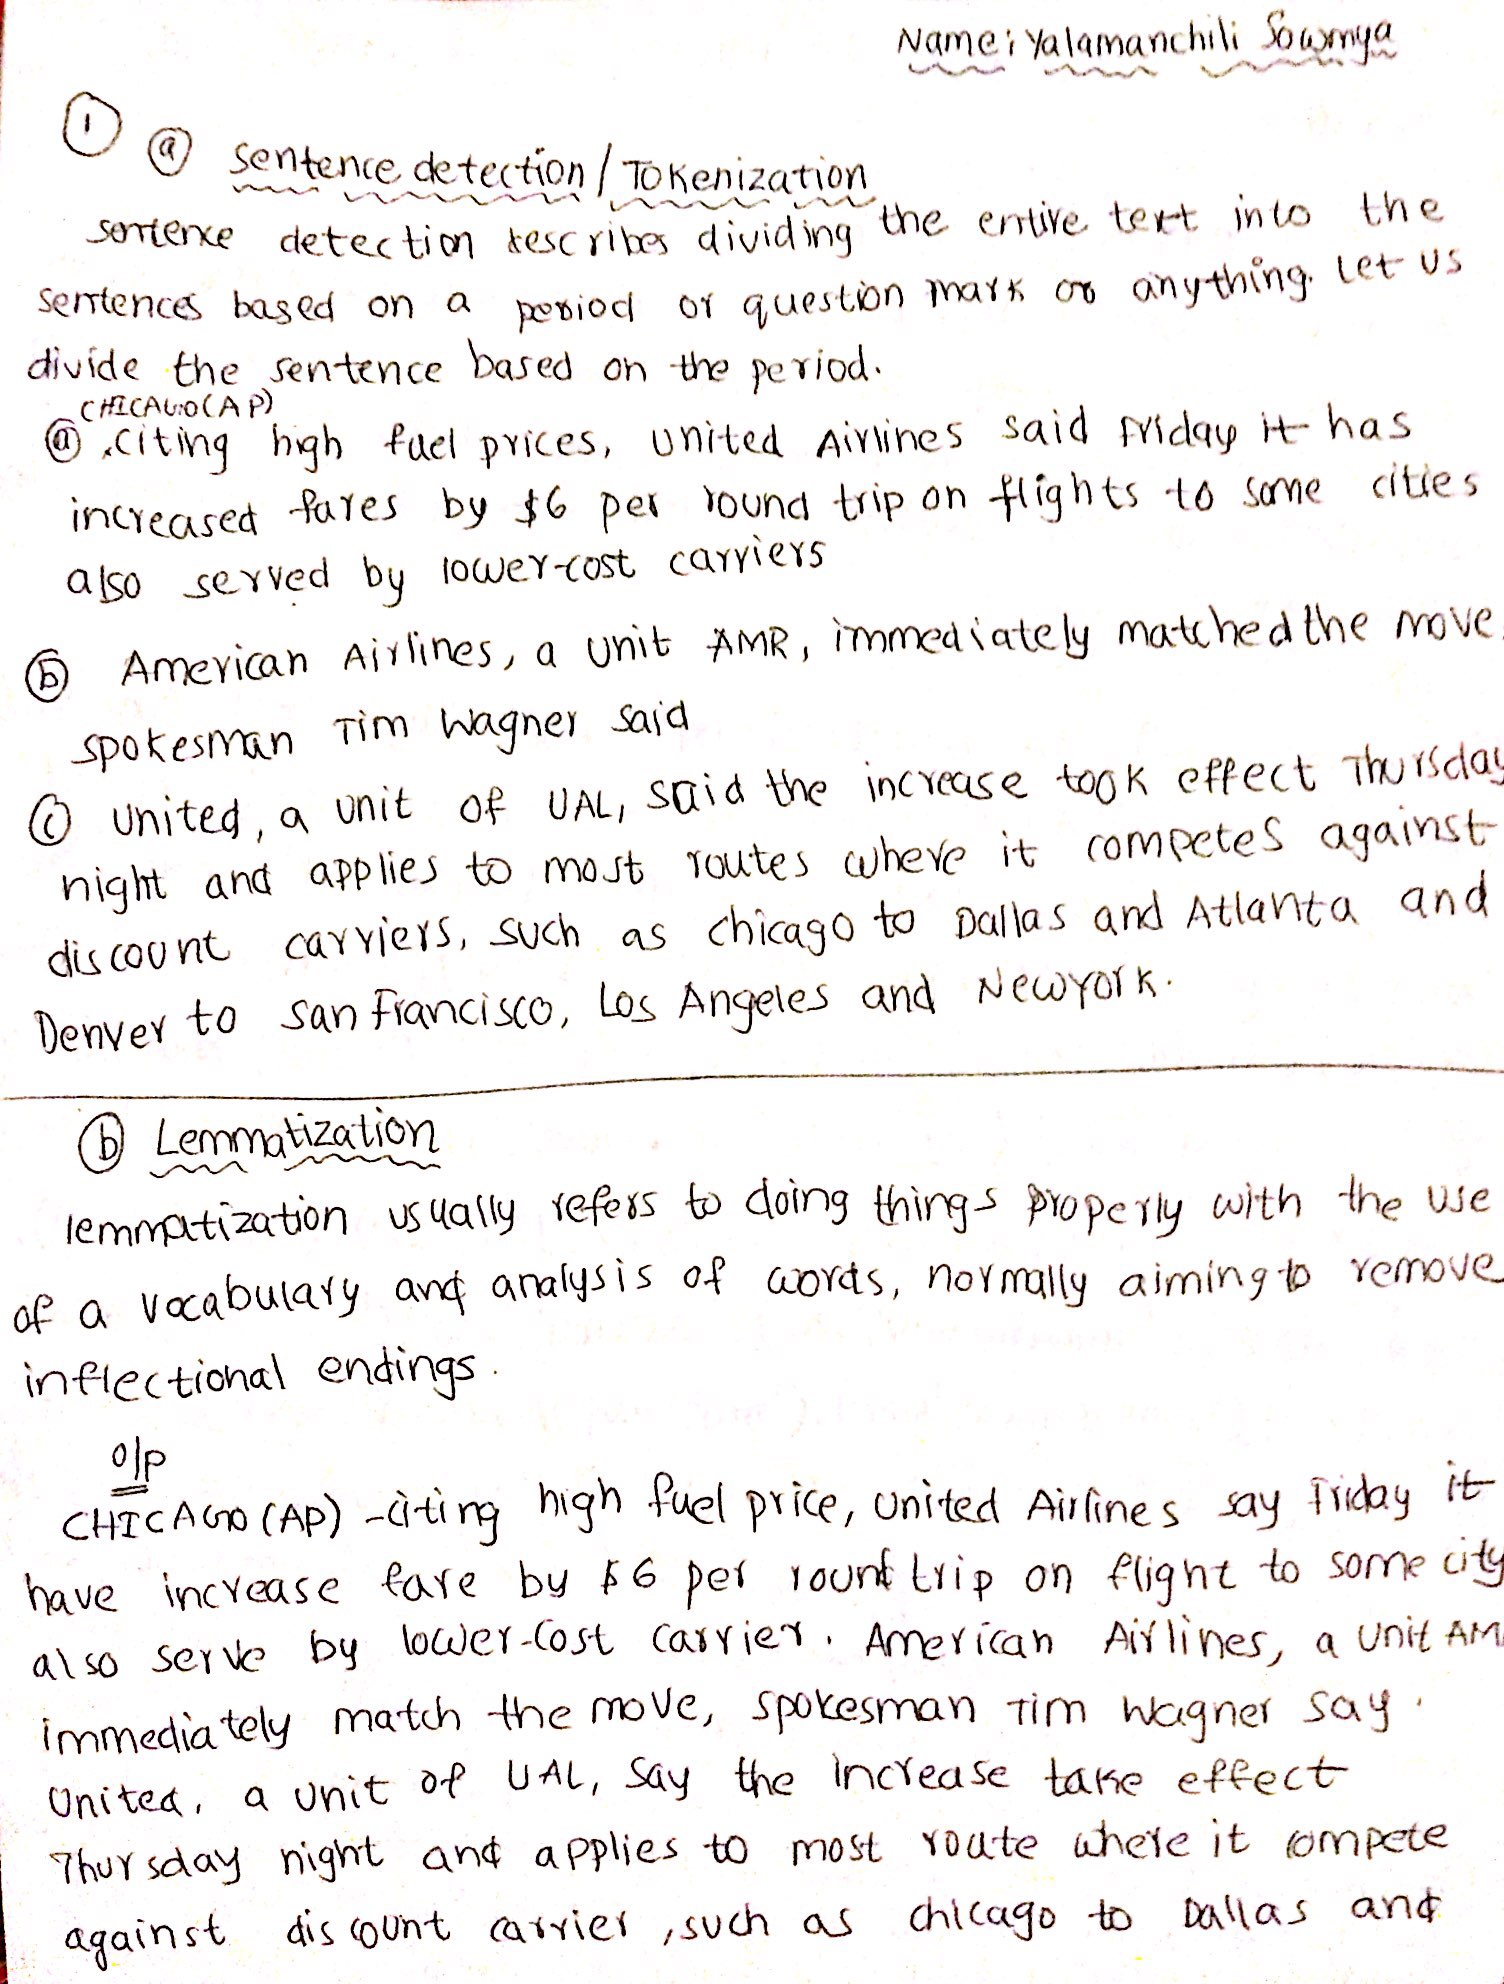 Name: Yalamanchili Sowmya
1
a Sentence detection / Tokenization
sentence detection describes dividing the entire text into the
sentences based on a period or question mark or anything. Let us
divide the sentence based on the period.
CHICAGO(AP)
a citing high fuel prices, United Airlines said Friday it has
increased fares by $6 per round trip on flights to some cities
also served by lower-cost carriers
b American Airlines, a unit AMR, immediately matched the move,
spokesman Tim Wagner said
c United, a unit of UAL, said the increase took effect Thursday
night and applies to most routes where it competes against
discount carriers, such as chicago to Dallas and Atlanta and
Denver to San Francisco, Los Angeles and Newyork.
b Lemmatization
lemmatization usually refers to doing things properly with the use
of a vocabulary and analysis of words, normally aiming to remove
inflectional endings.
o/p
CHICAGO (AP) - citing high fuel price, United Airlines say Friday it
have increase fare by $6 per round trip on flight to some city
also serve by lower-cost carrier. American Airlines, a unit AM
immediately match the move, spokesman Tim Wagner say.
United, a unit of UAL, say the increase take effect
Thursday night and applies to most route where it compete
against discount carrier, such as chicago to Dallas and